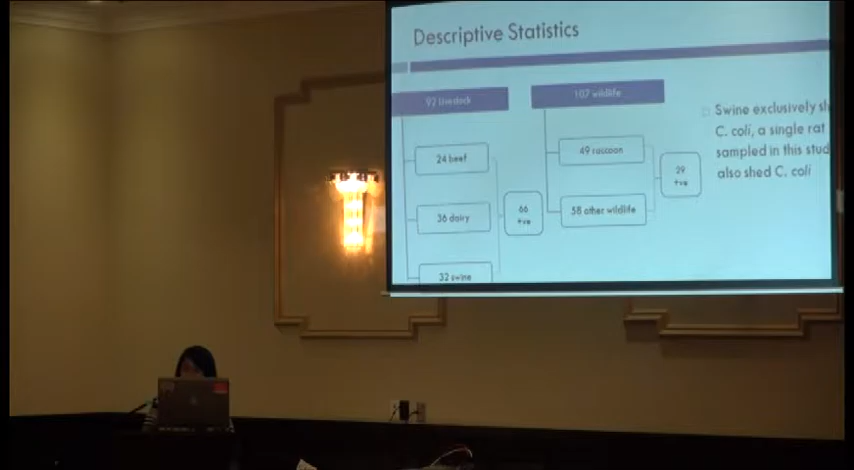 Descriptive Statistics
92 livestock
107 wildlife
24 beef
36 dairy
32 swine
66
+ve
49 raccoon
58 other wildlife
29
+ve
Swine exclusively sh
C. coli, a single rat
sampled in this stud
also shed C. coli